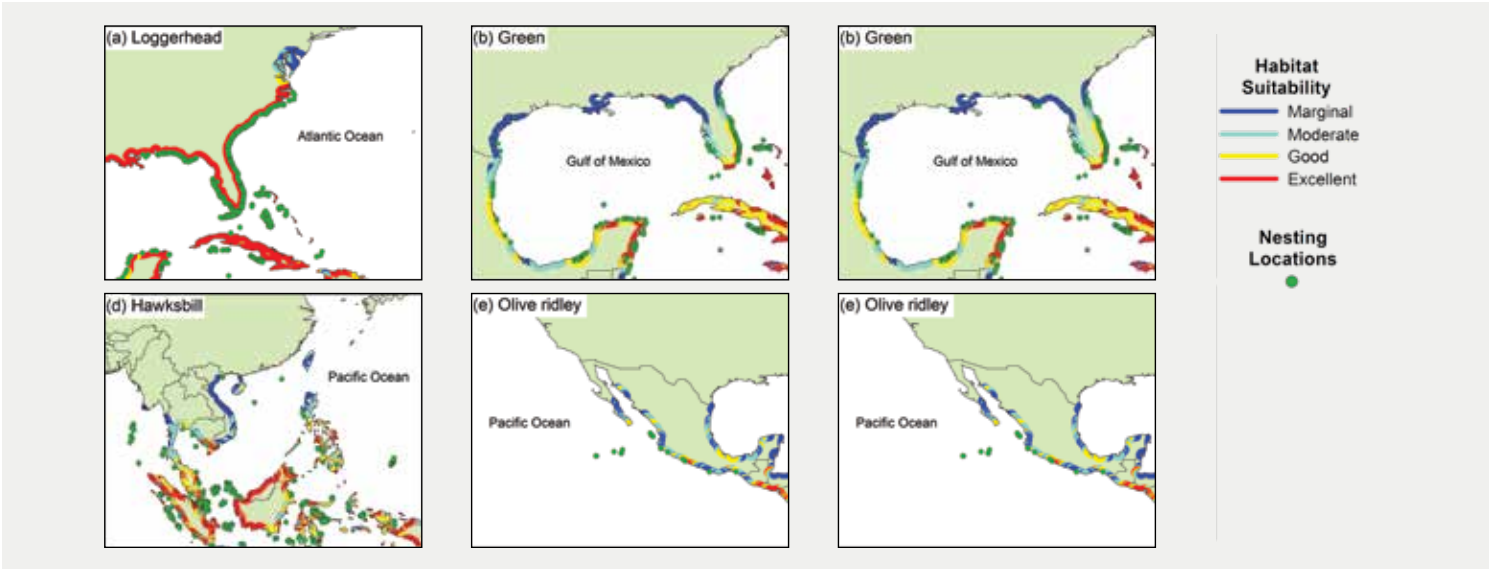 (a) Loggerhead
Atlantic Ocean
(b) Green
Gulf of Mexico
(b) Green
Gulf of Mexico
(d) Hawksbill
Pacific Ocean
(e) Olive ridley
Pacific Ocean
(e) Olive ridley
Pacific Ocean
Habitat
Suitability
Marginal
Moderate
Good
Excellent
Nesting
Locations